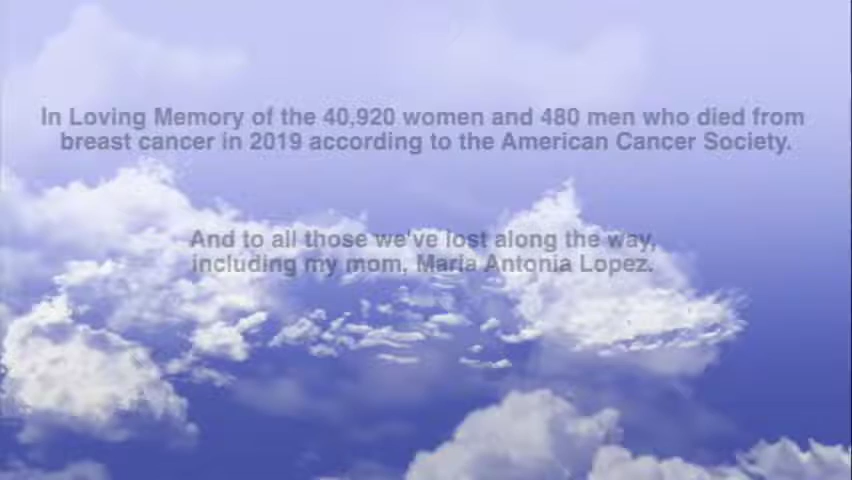 In Loving Memory of the 40,920 women and 480 men who died from
breast cancer in 2019 according to the American Cancer Society.
And to all those we've lost along the way,
including my mom, Maria Antonia Lopez.